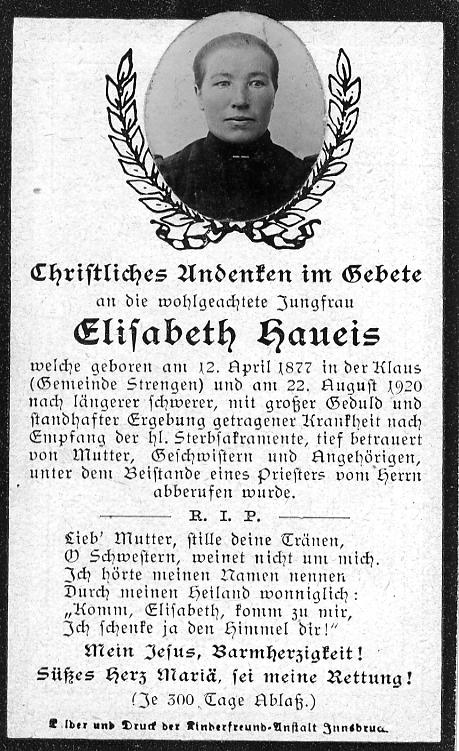 Christliches Andenken im Gebete
an die wohlgeachtete Jungfrau
Elisabeth Haueis
welche geboren am 12. April 1877 in der Klaus
(Gemeinde Strengen) und am 22. August 1920
nach längerer schwerer, mit großer Geduld und
standhafter Ergebung getragener Krankheit nach
Empfang der hl. Sterbsakramente, tief betrauert
von Mutter, Geschwistern und Angehörigen,
unter dem Beistande eines Priesters vom Herrn
abberufen wurde.
R. I. P.
Lieb' Mutter, stille deine Tränen,
O Schwestern, weinet nicht um mich.
Ich hörte meinen Namen nennen
Durch meinen Heiland wonniglich:
„Komm, Elisabeth, komm zu mir,
Ich schenke ja den Himmel dir!“
Mein Jesus, Barmherzigkeit!
Süßes Herz Mariä, sei meine Rettung!
(Je 300 Tage Ablaß.)
Bilder und Druck der Kinderfreund-Anstalt Innsbruck